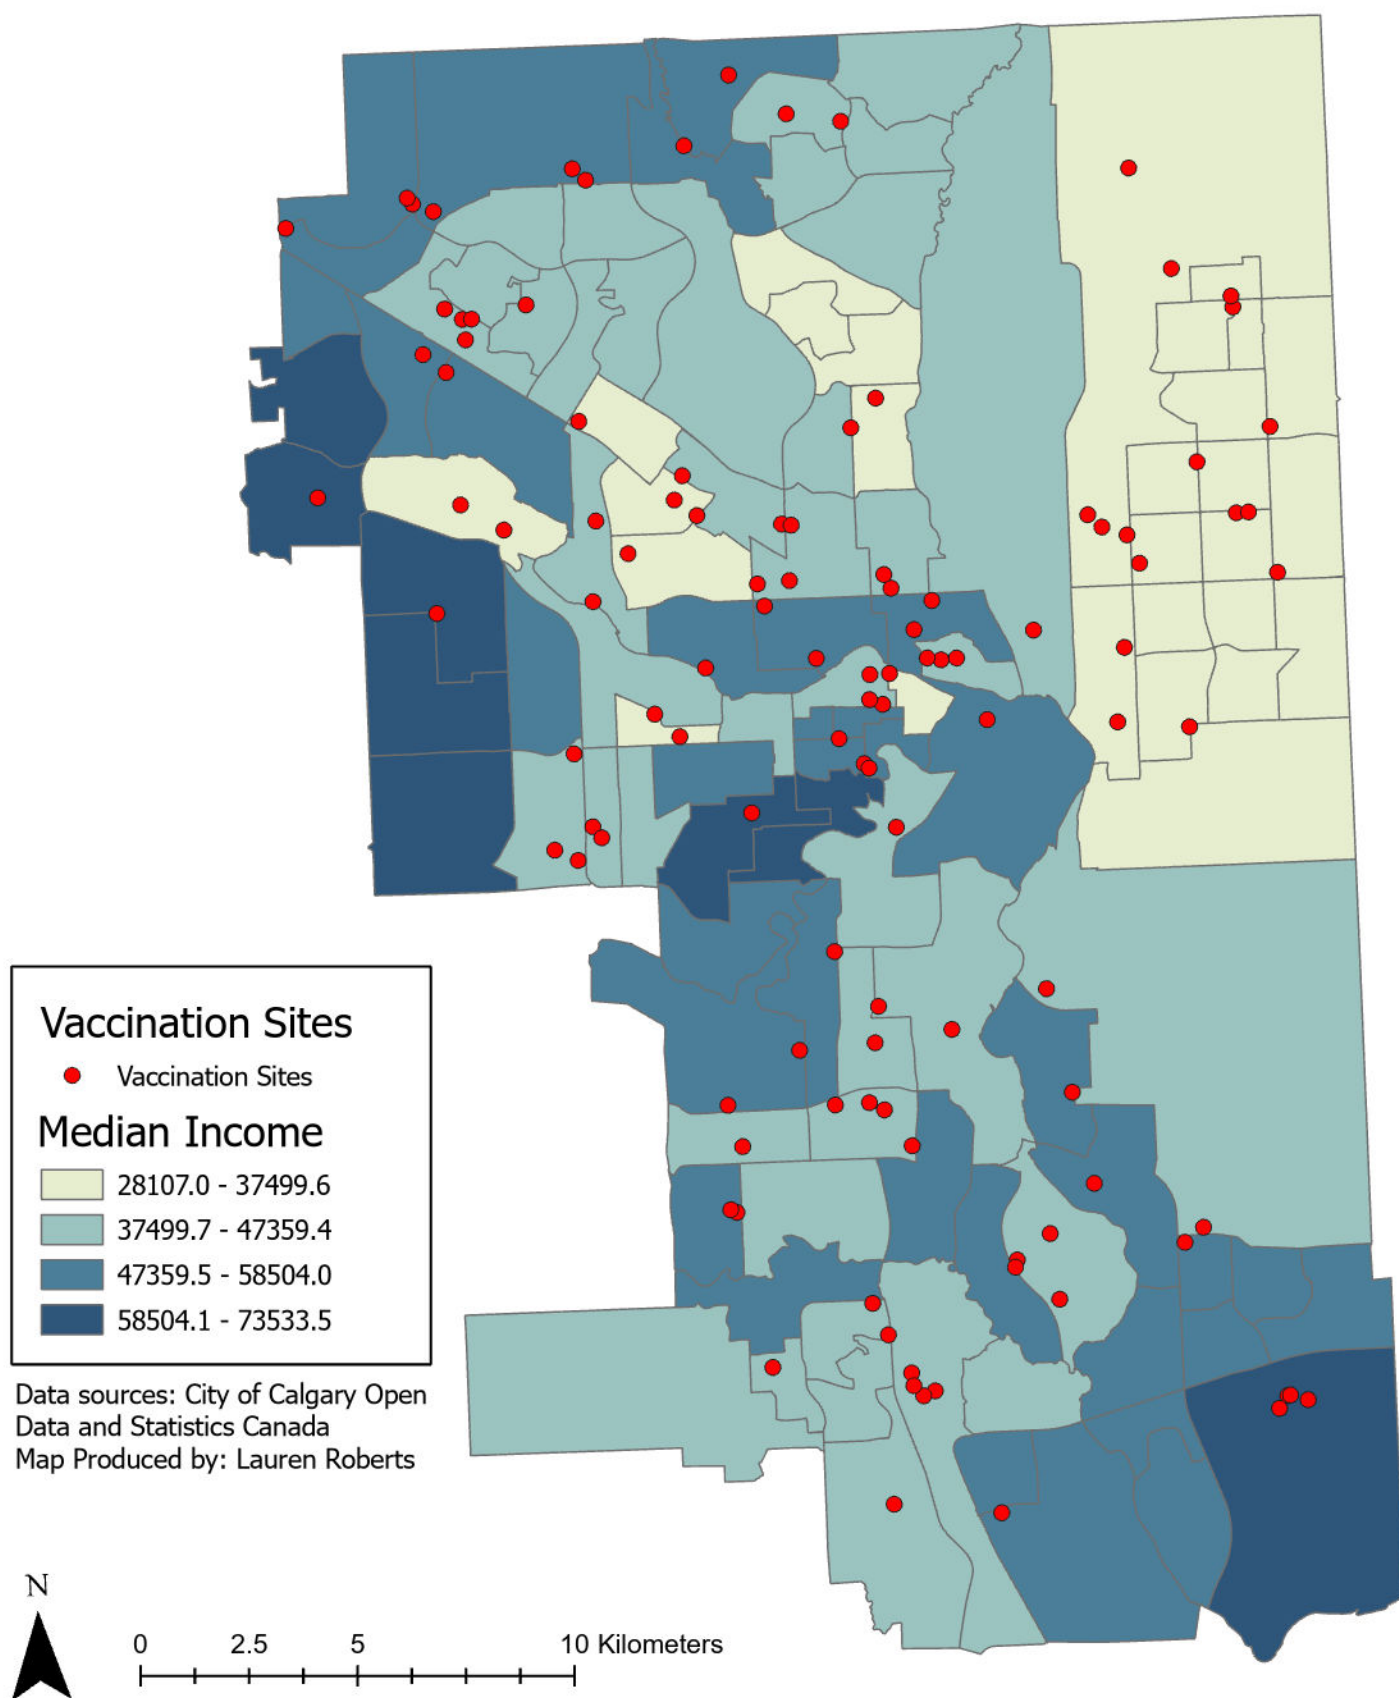 Vaccination Sites
Vaccination Sites
Median Income
28107.0 - 37499.6
37499.7 - 47359.4
47359.5 - 58504.0
58504.1 - 73533.5
Data sources: City of Calgary Open
Data and Statistics Canada
Map Produced by: Lauren Roberts
N
0 2.5 5 10 Kilometers